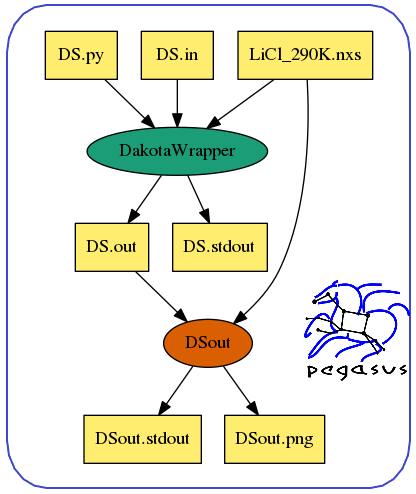 DS.py DS.in LiCl_290K.nxs
DakotaWrapper
DS.out DS.stdout
DSout
pegasus
DSout.stdout DSout.png